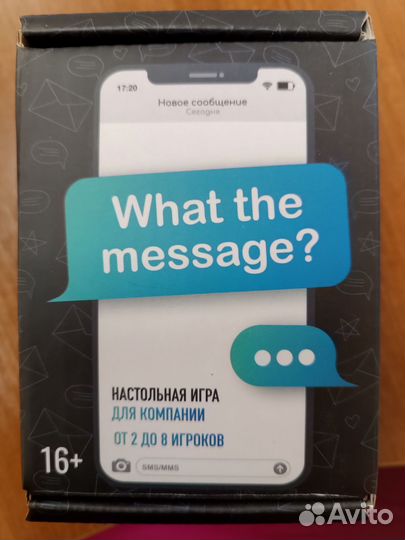 17:20
Новое сообщение
Сегодня
What the
message?
НАСТОЛЬНАЯ ИГРА
ДЛЯ КОМПАНИИ
ОТ 2 ДО 8 ИГРОКОВ
16+
SMS/MMS
Avito